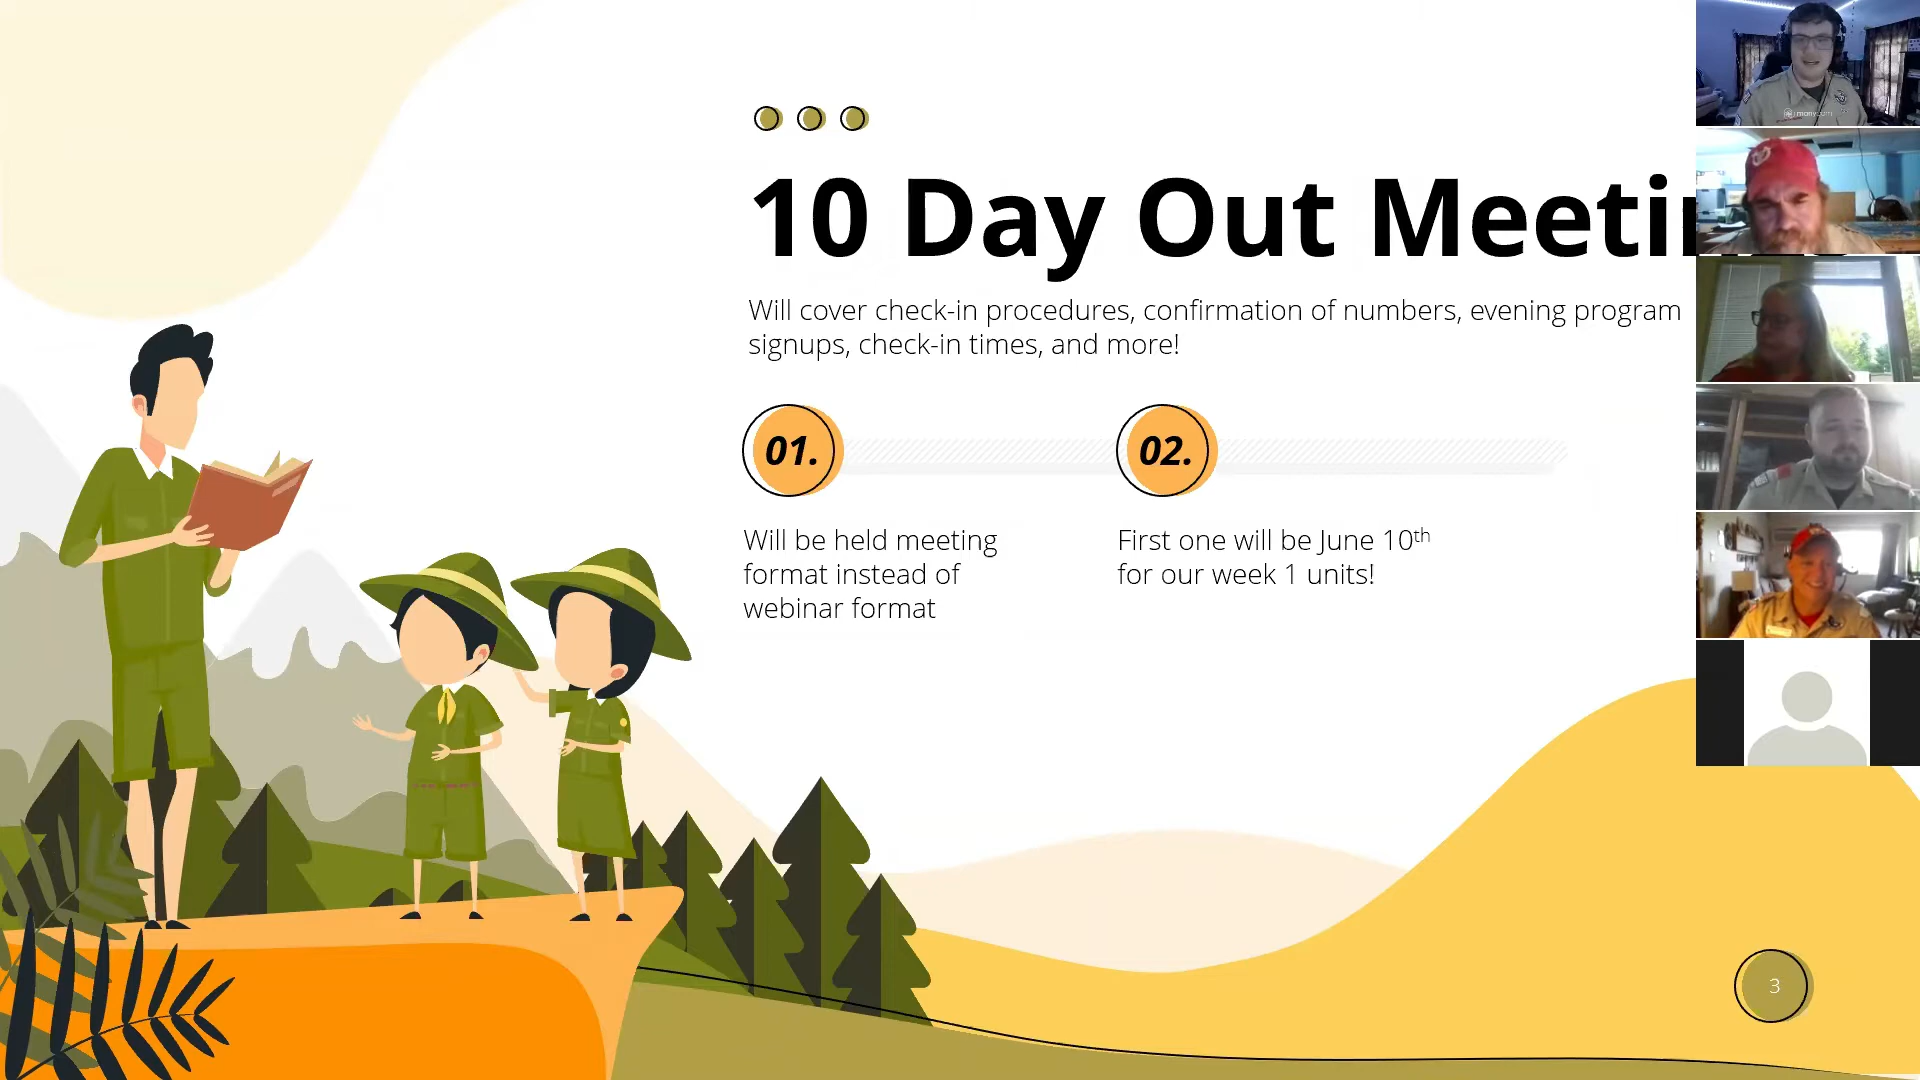 10 Day Out Meetin
Will cover check-in procedures, confirmation of numbers, evening program
signups, check-in times, and more!
01.
02.
Will be held meeting
format instead of
webinar format
First one will be June 10th
for our week 1 units!
3